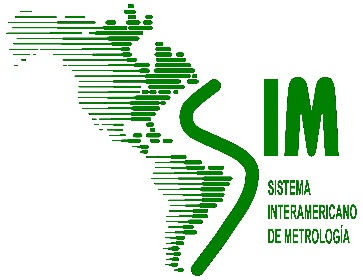 SIM
SISTEMA
INTERAMERICANO
DE METROLOGÍA